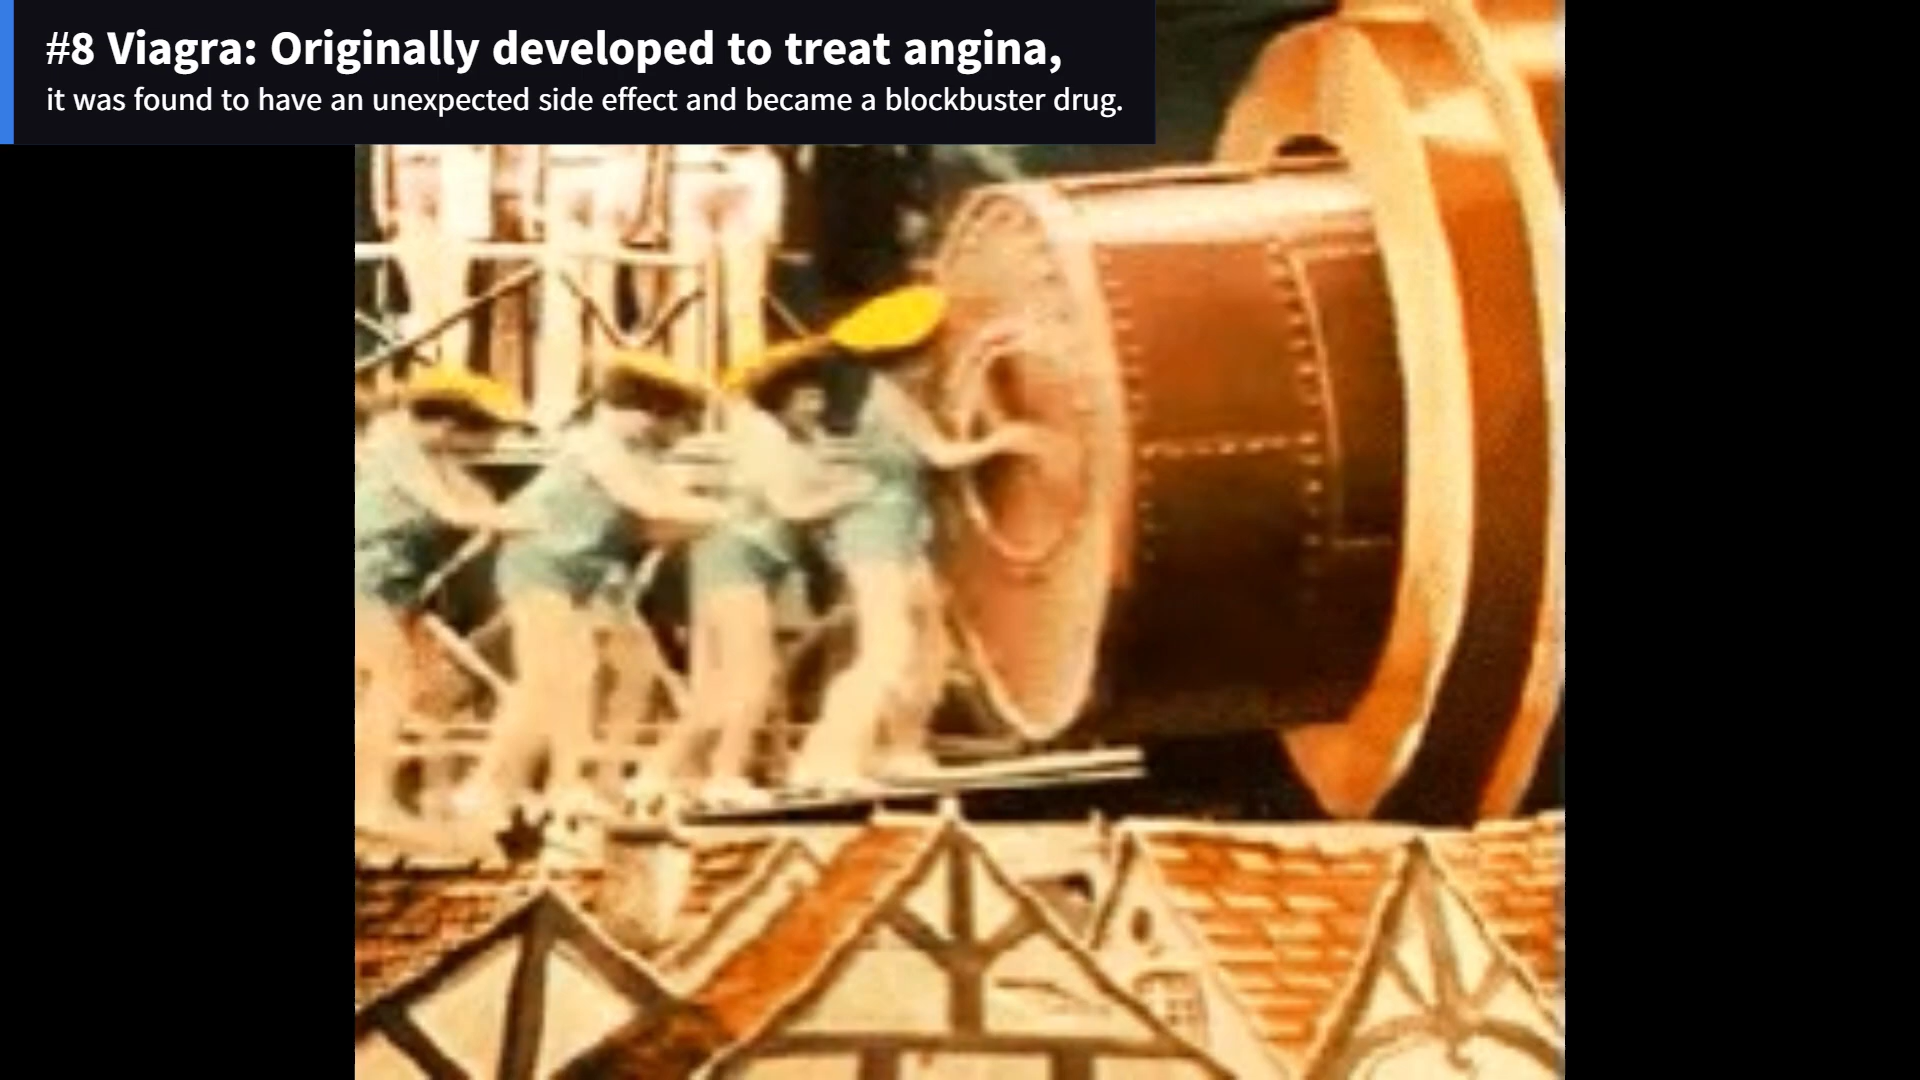 #8 Viagra: Originally developed to treat angina,
it was found to have an unexpected side effect and became a blockbuster drug.